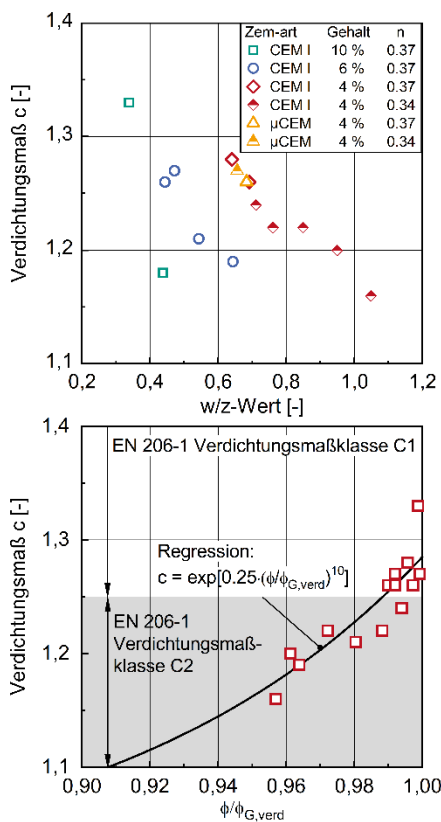 1,4
1,3
1,2
1,1
Verdichtungsmaß c [-]
Zem-art Gehalt n
CEM I 10 % 0.37
CEM I 6 % 0.37
CEM I 4 % 0.37
CEM I 4 % 0.34
µCEM 4 % 0.37
µCEM 4 % 0.34
0,2 0,4 0,6 0,8 1,0 1,2
w/z-Wert [-]
1,4
1,3
1,2
1,1
Verdichtungsmaß c [-]
EN 206-1 Verdichtungsmaßklasse C1
Regression:
c = exp[0.25·(ϕ/ϕG,verd)10]
EN 206-1
Verdichtungsmaß-
klasse C2
0,90 0,92 0,94 0,96 0,98 1,00
ϕ/ϕG,verd